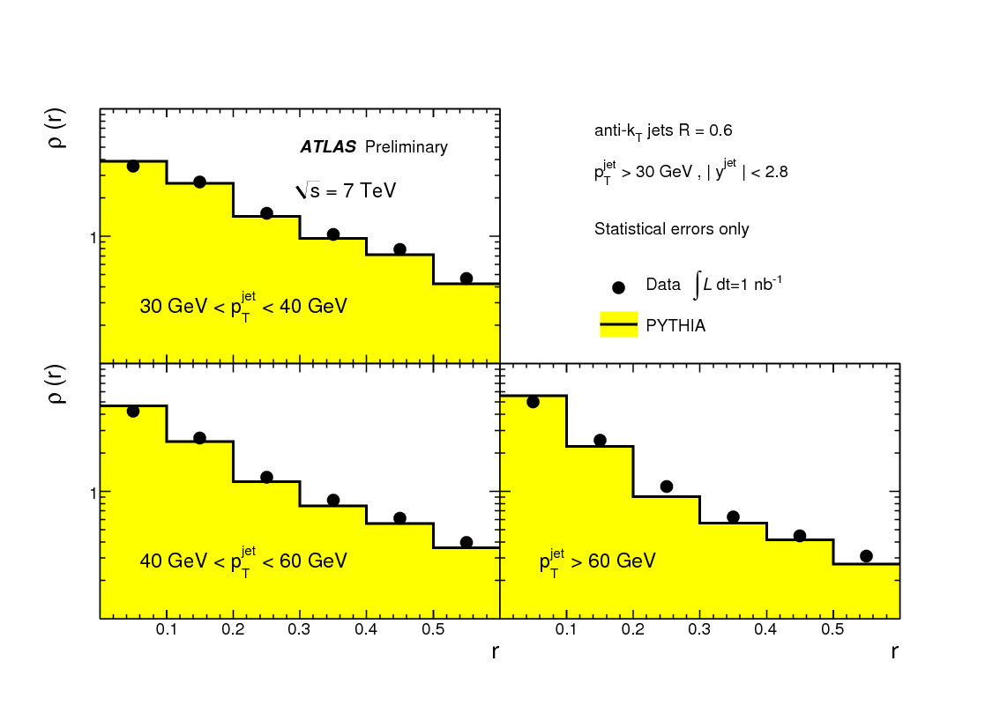 ρ (r)
ATLAS Preliminary
√s = 7 TeV
1
30 GeV < p_T^jet < 40 GeV
anti-k_T jets R = 0.6
p_T^jet > 30 GeV , | y^jet | < 2.8
Statistical errors only
Data ∫L dt=1 nb^-1
PYTHIA
ρ (r)
1
40 GeV < p_T^jet < 60 GeV
p_T^jet > 60 GeV
0.1 0.2 0.3 0.4 0.5 0.1 0.2 0.3 0.4 0.5
r r